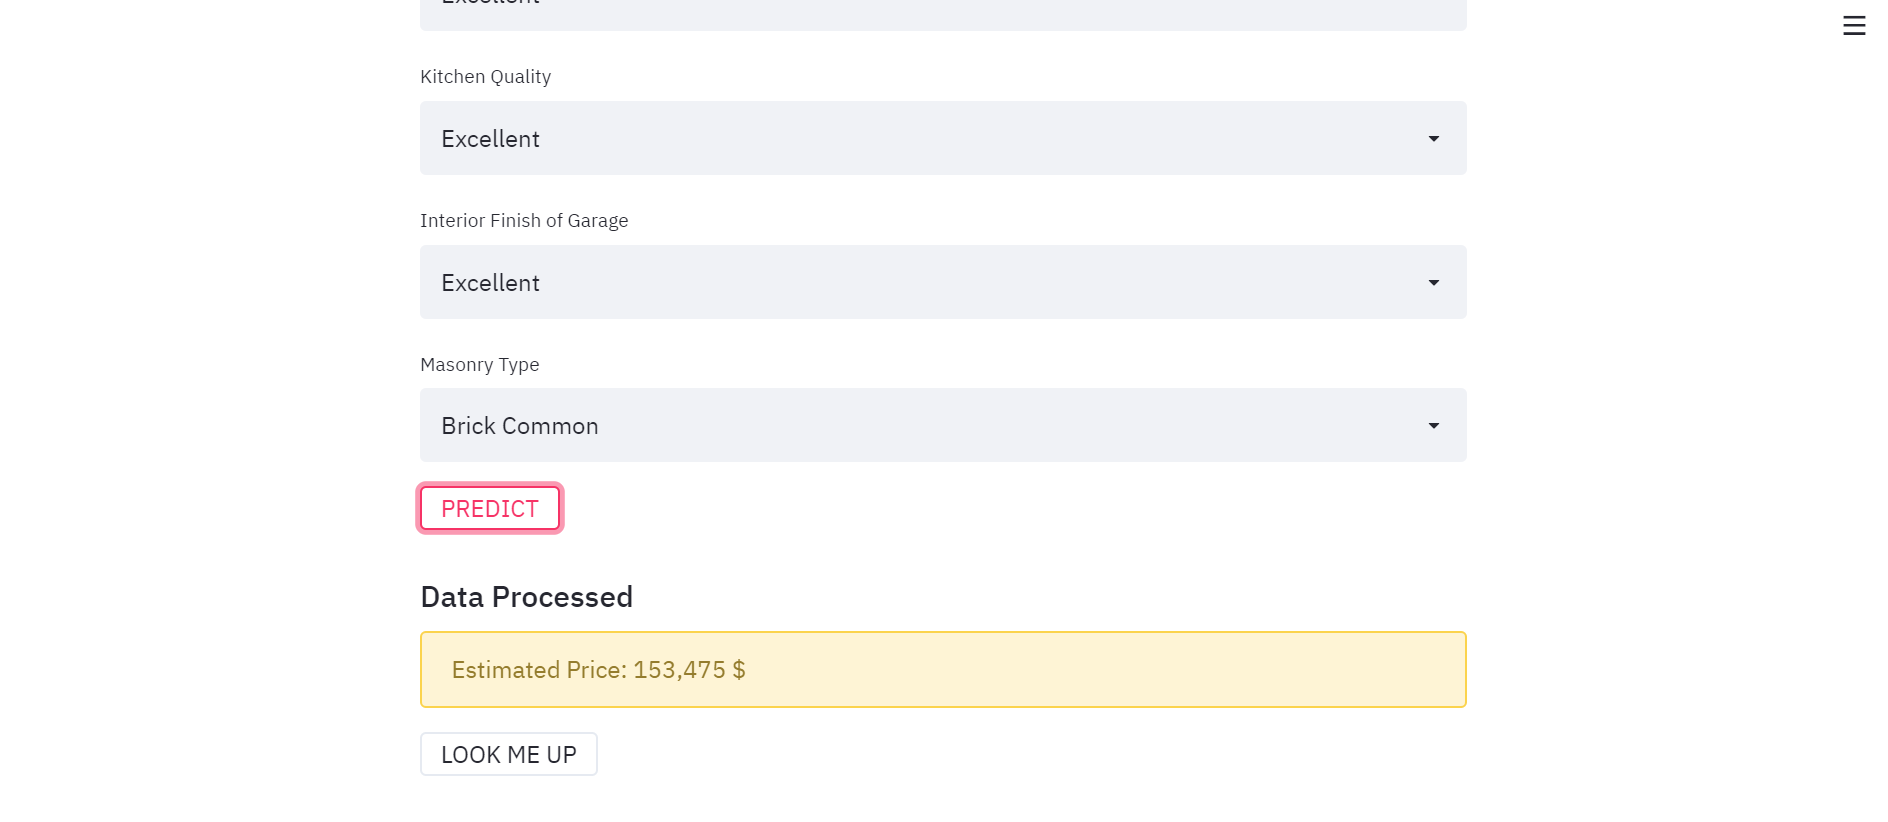 Excellent
Kitchen Quality
Excellent
Interior Finish of Garage
Excellent
Masonry Type
Brick Common
PREDICT
Data Processed
Estimated Price: 153,475 $
LOOK ME UP